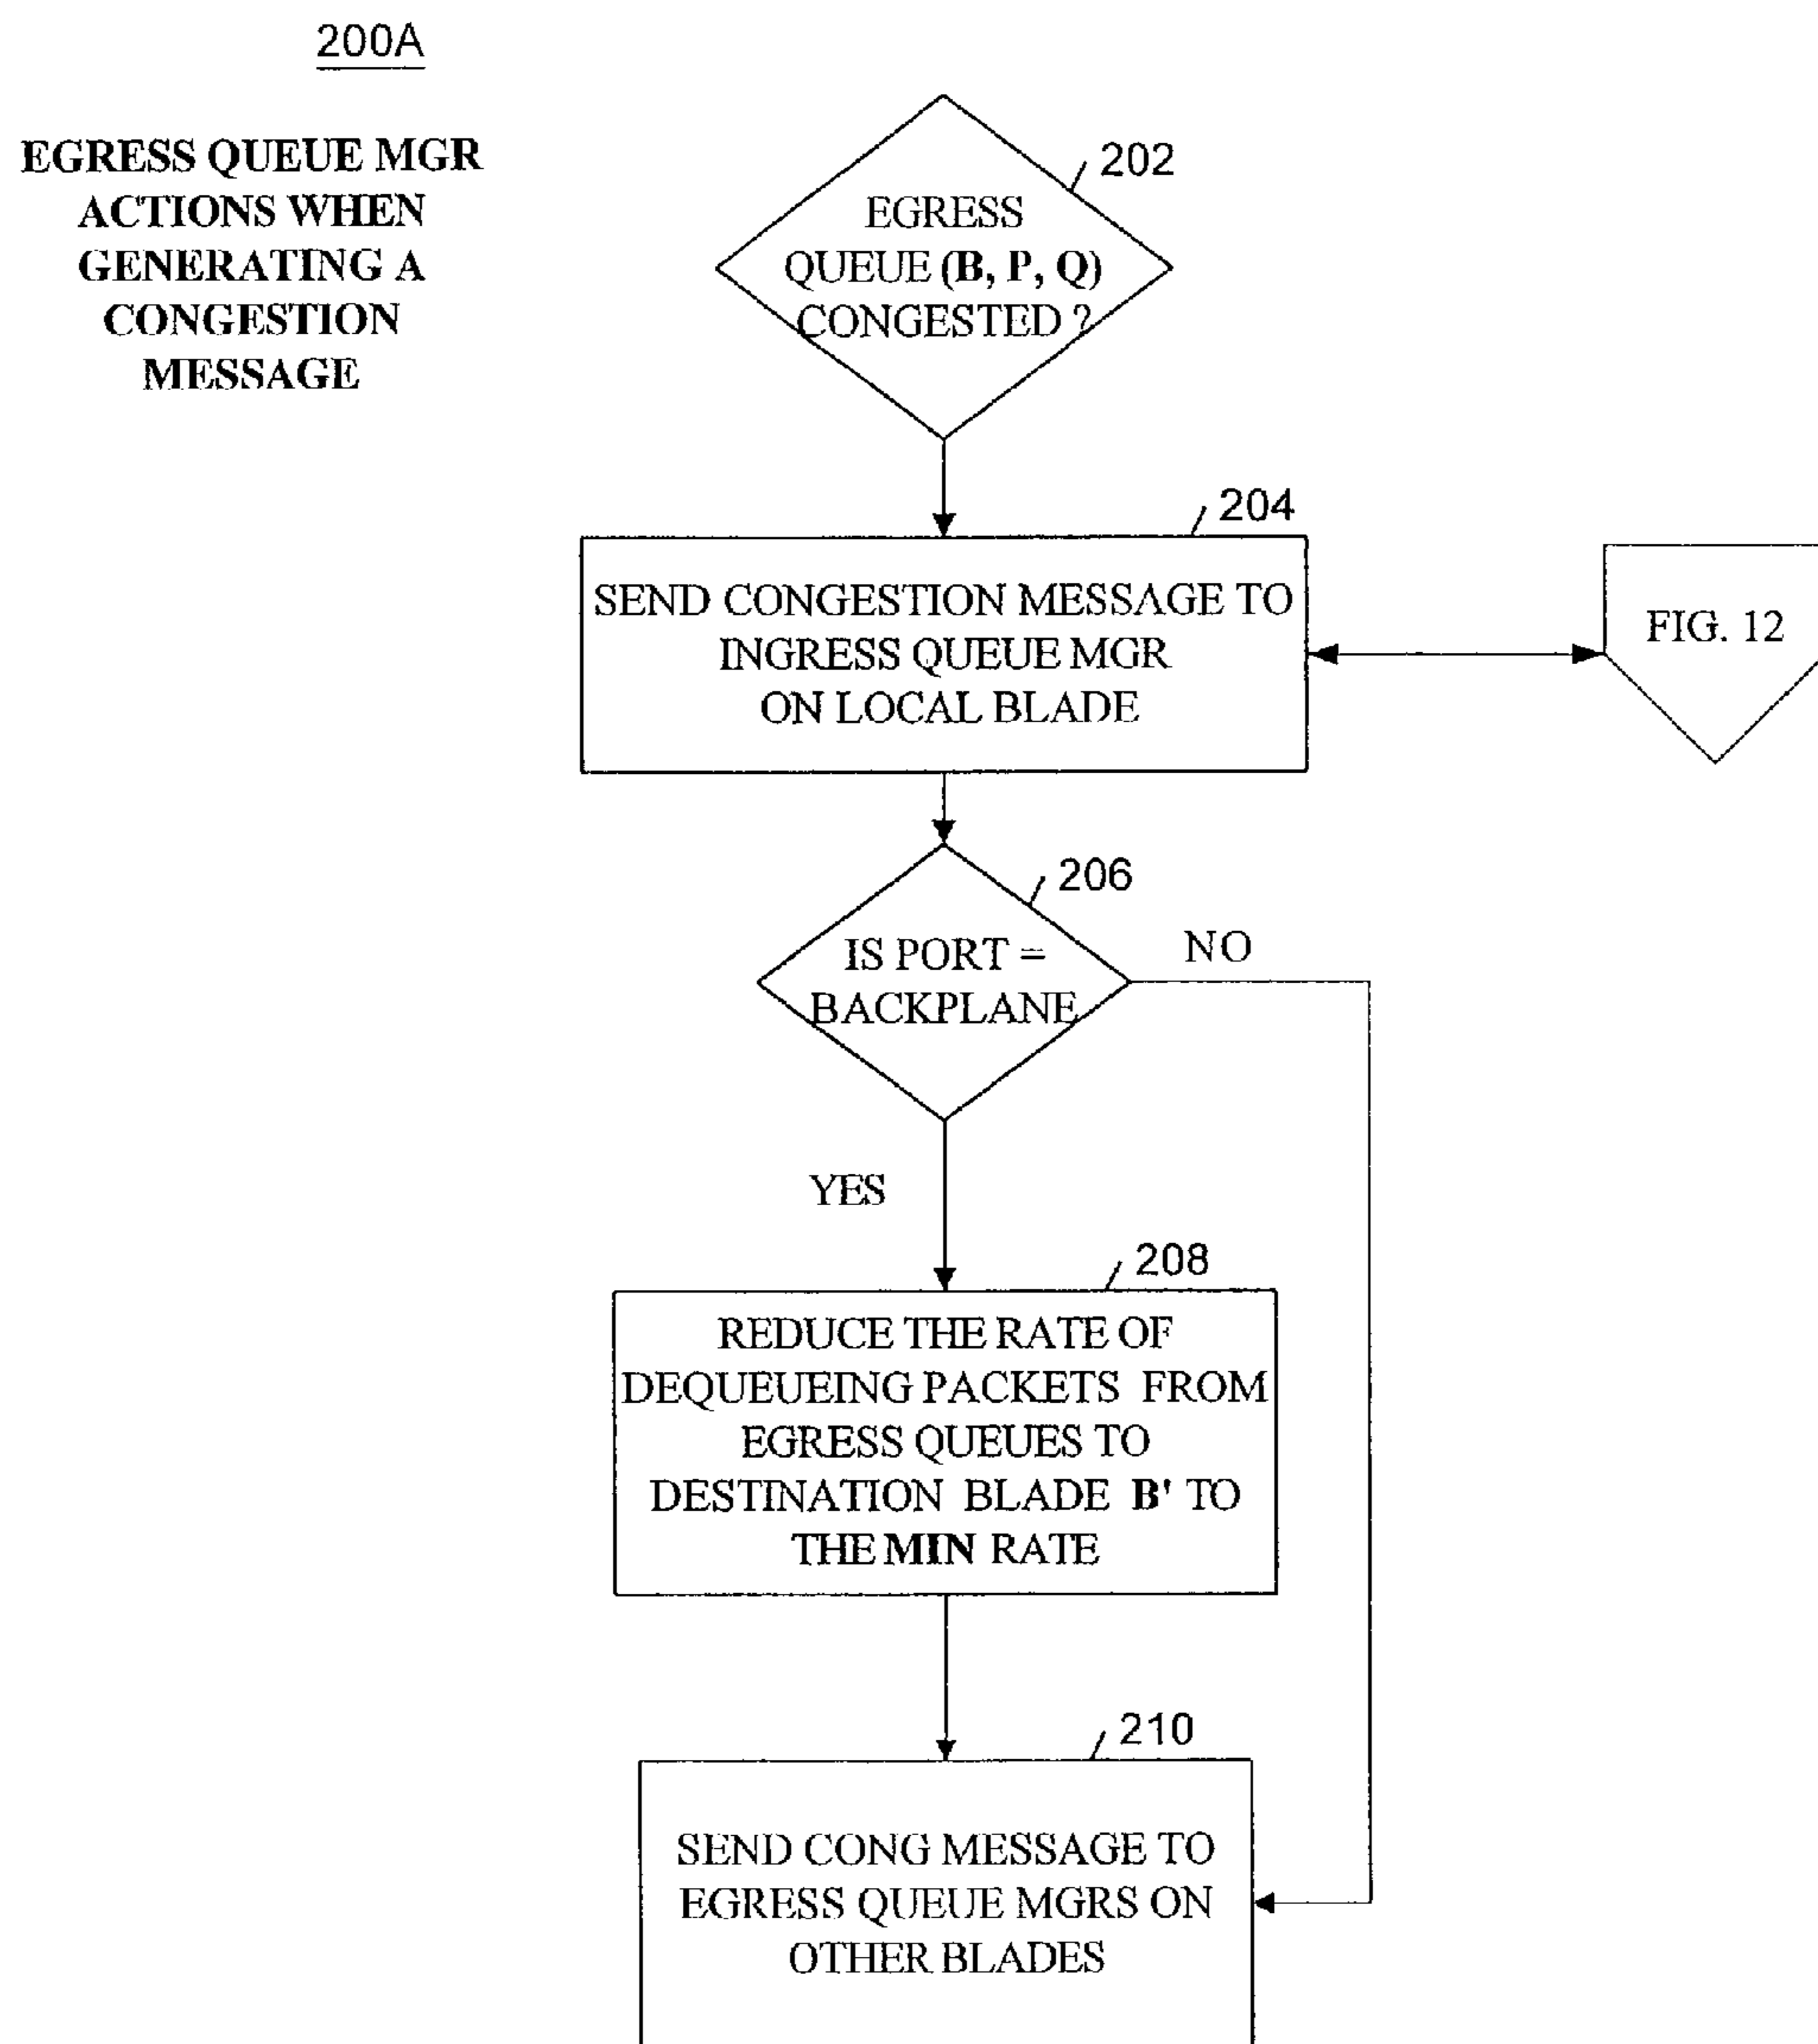 200A
EGRESS QUEUE MGR
ACTIONS WHEN
GENERATING A
CONGESTION
MESSAGE
202
EGRESS
QUEUE (B, P, Q)
CONGESTED ?
204
SEND CONGESTION MESSAGE TO
INGRESS QUEUE MGR
ON LOCAL BLADE
FIG. 12
206
IS PORT =
BACKPLANE
NO
YES
208
REDUCE THE RATE OF
DEQUEUEING PACKETS FROM
EGRESS QUEUES TO
DESTINATION BLADE B' TO
THE MIN RATE
210
SEND CONG MESSAGE TO
EGRESS QUEUE MGRS ON
OTHER BLADES